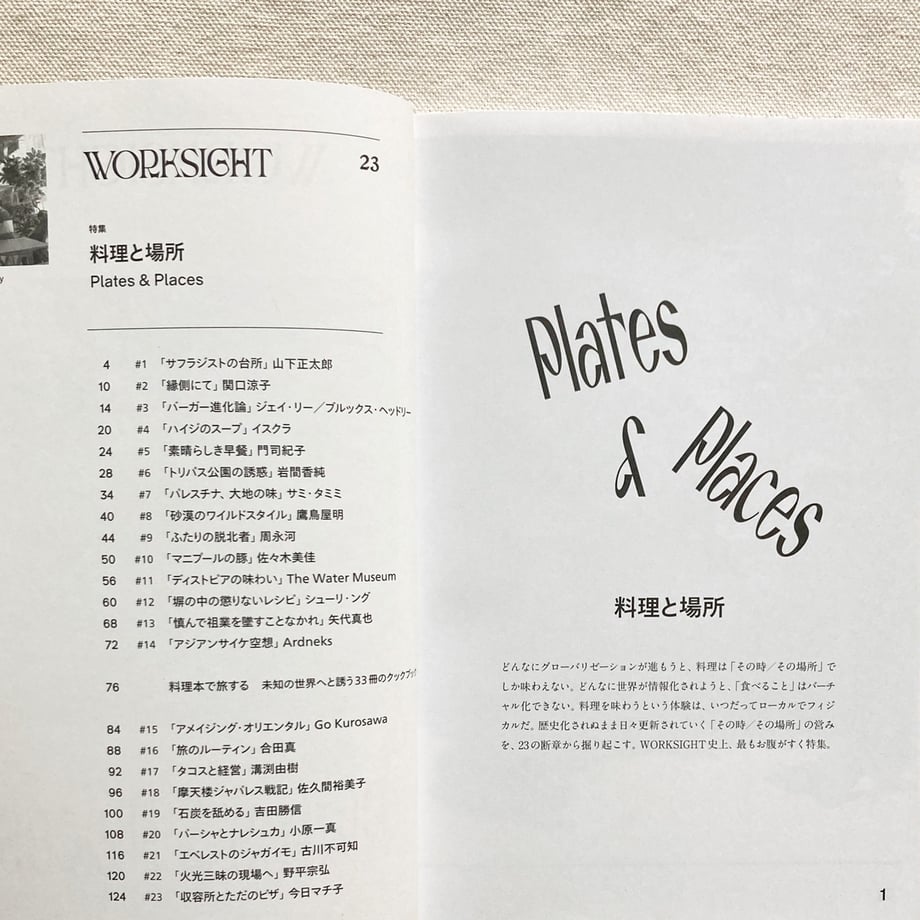 WORKSIGHT 23
特集
料理と場所
Plates & Places
4 #1 「サフラジストの台所」山下正太郎
10 #2 「縁側にて」関口涼子
14 #3 「バーガー進化論」ジェイ・リー／ブルックス・ヘッドリー
20 #4 「ハイジのスープ」イスクラ
24 #5 「素晴らしき早餐」門司紀子
28 #6 「トリパス公園の誘惑」岩間香純
34 #7 「パレスチナ、大地の味」サミ・タミミ
40 #8 「砂漠のワイルドスタイル」鷹鳥屋明
44 #9 「ふたりの脱北者」周永河
50 #10 「マニプールの豚」佐々木美佳
56 #11 「ディストピアの味わい」The Water Museum
60 #12 「塀の中の懲りないレシピ」シューリ・ング
68 #13 「慎んで祖業を墜すことなかれ」矢代真也
72 #14 「アジアンサイケ空想」Ardneks
76 料理本で旅する 未知の世界へと誘う33冊のクックブック
84 #15 「アメイジング・オリエンタル」Go Kurosawa
88 #16 「旅のルーティン」合田真
92 #17 「タコスと経営」溝渕由樹
96 #18 「摩天楼ジャパレス戦記」佐久間裕美子
100 #19 「石炭を舐める」吉田勝信
108 #20 「パーシャとナレシュカ」小原一真
116 #21 「エベレストのジャガイモ」古川不可知
120 #22 「火光三昧の現場へ」野平宗弘
124 #23 「収容所とただのピザ」今日マチ子
Plates
& Places
料理と場所
どんなにグローバリゼーションが進もうと、料理は「その時／その場所」で
しか味わえない。どんなに世界が情報化されようと、「食べること」はバーチ
ャル化できない。料理を味わうという体験は、いつだってローカルでフィジ
カルだ。歴史化されぬまま日々更新されていく「その時／その場所」の営み
を、23の断章から掘り起こす。WORKSIGHT史上、最もお腹がすく特集。
1